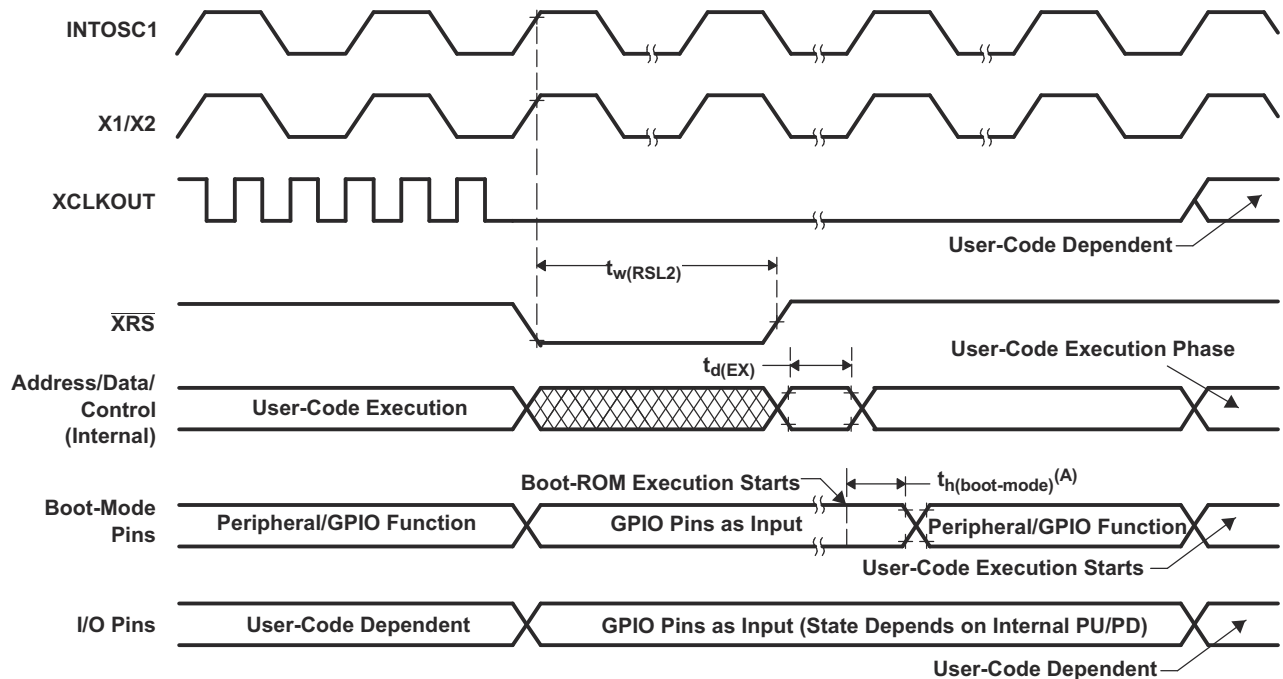 INTOSC1
X1/X2
XCLKOUT
User-Code Dependent
tw(RSL2)
XRS
User-Code Execution Phase
td(EX)
Address/Data/
Control
(Internal)
User-Code Execution
Boot-ROM Execution Starts
th(boot-mode)(A)
Boot-Mode
Pins
Peripheral/GPIO Function
GPIO Pins as Input
Peripheral/GPIO Function
User-Code Execution Starts
I/O Pins
User-Code Dependent
GPIO Pins as Input (State Depends on Internal PU/PD)
User-Code Dependent